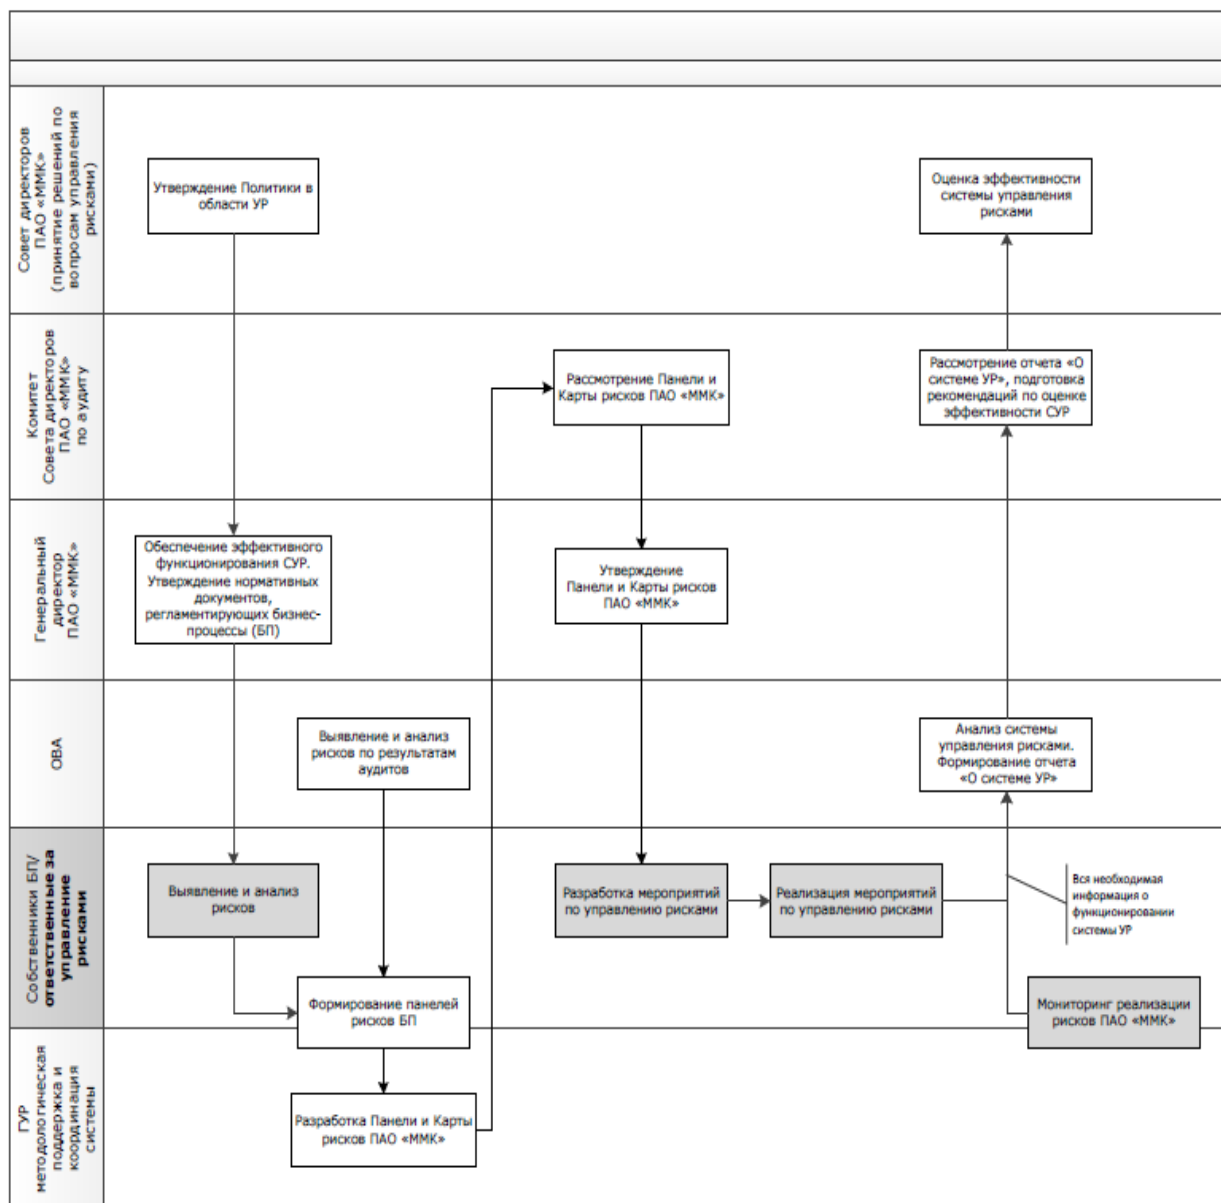 Совет директоров
ПАО «ММК»
(принятие решений по
вопросам управления
рисками)
Утверждение Политики в
области УР
Оценка эффективности
системы управления
рисками
Комитет
Совета директоров
ПАО «ММК»
по аудиту
Рассмотрение Панели и
Карты рисков ПАО «ММК»
Рассмотрение отчета «О
системе УР», подготовка
рекомендаций по оценке
эффективности СУР
Генеральный
директор
ПАО «ММК»
Обеспечение эффективного
функционирования СУР.
Утверждение нормативных
документов,
регламентирующих бизнес-
процессы (БП)
Утверждение
Панели и Карты рисков
ПАО «ММК»
ОВА
Выявление и анализ
рисков по результатам
аудитов
Анализ системы
управления рисками.
Формирование отчета
«О системе УР»
Собственники БП/
ответственные за
управление
рисками
Выявление и анализ
рисков
Разработка мероприятий
по управлению рисками
Реализация мероприятий
по управлению рисками
Вся необходимая
информация о
функционировании
системы УР
Формирование панелей
рисков БП
Мониторинг реализации
рисков ПАО «ММК»
ГУР
методологическая
поддержка и
координация
системы
Разработка Панели и Карты
рисков ПАО «ММК»